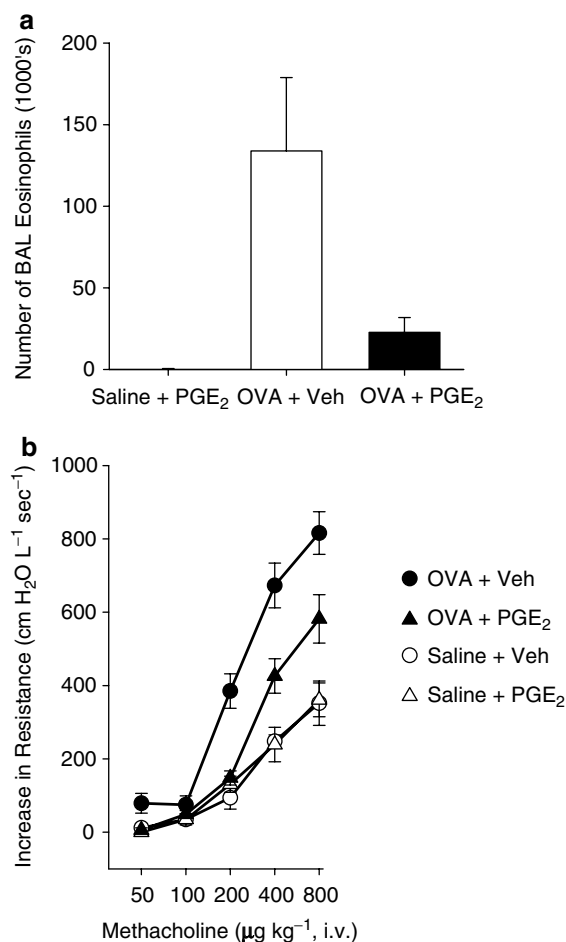 a
Number of BAL Eosinophils (1000's)
200
150
100
50
0
Saline + PGE₂ OVA + Veh OVA + PGE₂
b
Increase in Resistance (cm H₂O L⁻¹ sec⁻¹)
1000
800
600
400
200
0
50 100 200 400 800
Methacholine (μg kg⁻¹, i.v.)
OVA + Veh
OVA + PGE₂
Saline + Veh
Saline + PGE₂